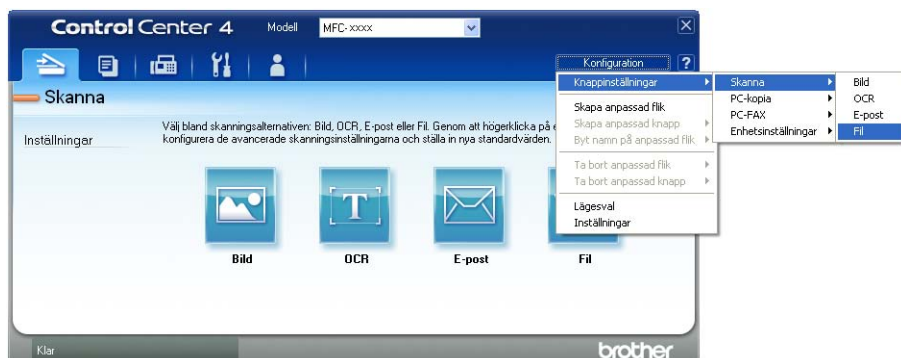 Control Center 4 Modell MFC-xxxx
Konfiguration ?
Skanna
Inställningar
Välj bland skanningsalternativen: Bild, OCR, E-post eller Fil. Genom att högerklicka på
konfigurera de avancerade skanningsinställningarna och ställa in nya standardvärden.
Bild OCR E-post Fil
Knappinställningar
Skapa anpassad flik
Skapa anpassad knapp
Byt namn på anpassad flik
Ta bort anpassad flik
Ta bort anpassad knapp
Lägesval
Inställningar
Skanna
PC-kopia
PC-FAX
Enhetsinställningar
Bild
OCR
E-post
Fil
Klar
brother